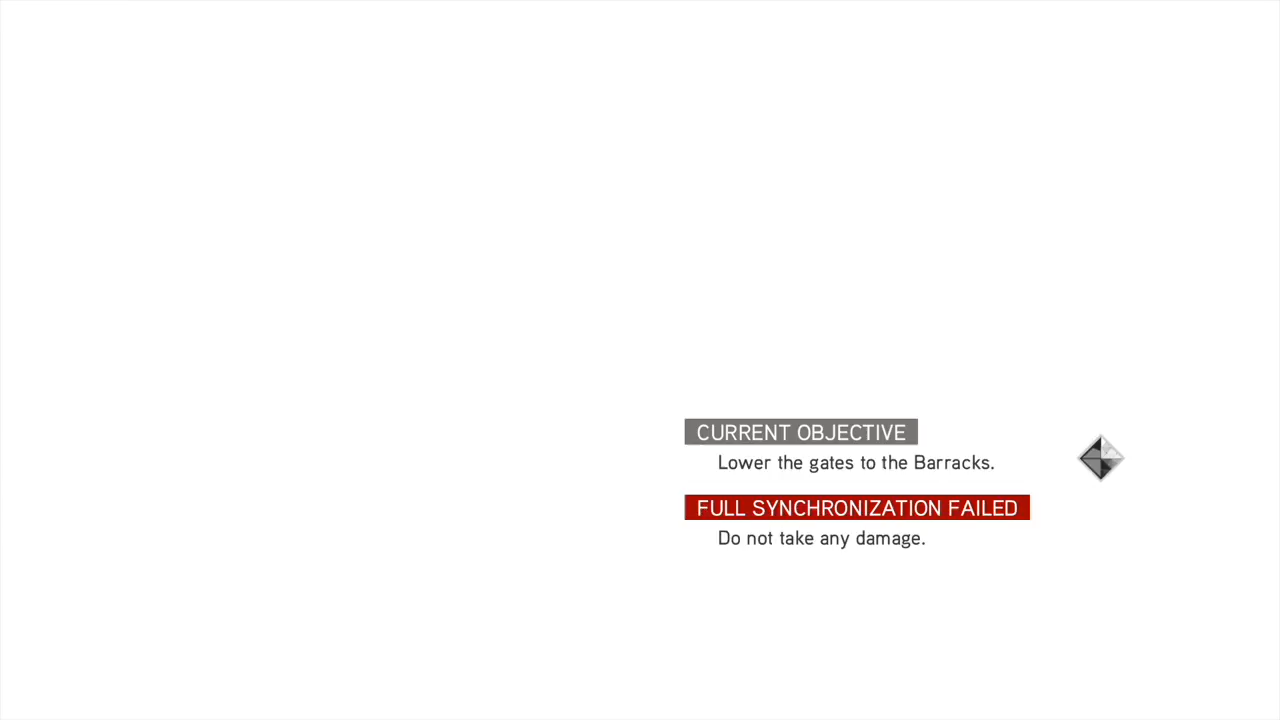 CURRENT OBJECTIVE
Lower the gates to the Barracks.
FULL SYNCHRONIZATION FAILED
Do not take any damage.